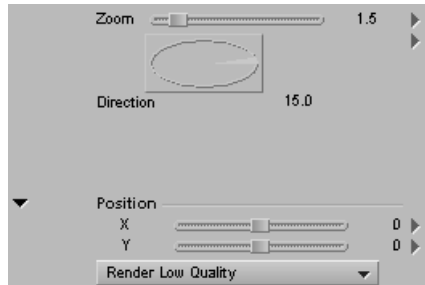 Zoom 1.5
Direction 15.0
Position
X 0
Y 0
Render Low Quality